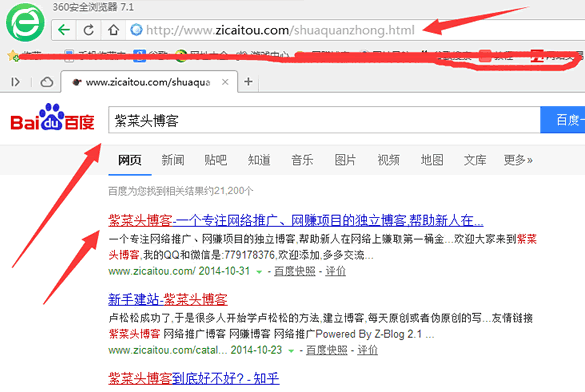 360安全浏览器 7.1
http://www.zicaitou.com/shuaquanzhong.html
www.zicaitou.com/shuaquan
Bai du 百度
紫菜头博客
百度一
网页 新闻 贴吧 知道 音乐 图片 视频 地图 文库 更多»
百度为您找到相关结果约21,200个
紫菜头博客-一个专注网络推广、网赚项目的独立博客,帮助新人在...
一个专注网络推广、网赚项目的独立博客,帮助新人在网络上赚取第一桶金...欢迎大家来到紫菜
头博客,我的QQ和微信是:779178376,欢迎添加,多多交流...
www.zicaitou.com/ 2014-10-31 - 百度快照 - 评价
新手建站-紫菜头博客
卢松松成功了,于是很多人开始学卢松松的方法,建立博客,每天原创或者伪原创的写...友情链接
紫菜头博客 网络推广博客 网赚博客 网络推广Powered By Z-Blog 2.1 ...
www.zicaitou.com/catal... 2014-10-23 - 百度快照 - 评价
紫菜头博客到底好不好? - 知乎